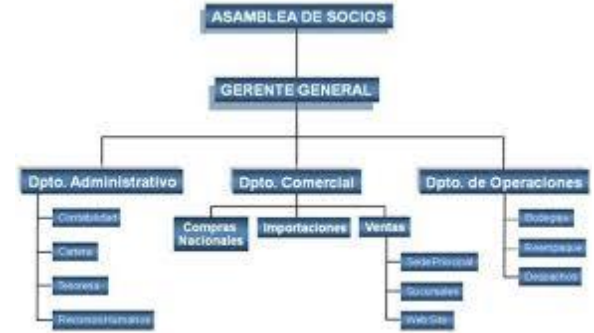 ASAMBLEA DE SOCIOS
GERENTE GENERAL
Dpto. Administrativo
Contabilidad
Cartera
Tesoreria
Recursos Humanos
Dpto. Comercial
Compras
Nacionales
Importaciones
Ventas
Sede Principal
Sucursales
Web Site
Dpto. de Operaciones
Bodegas
Reempaque
Despachos